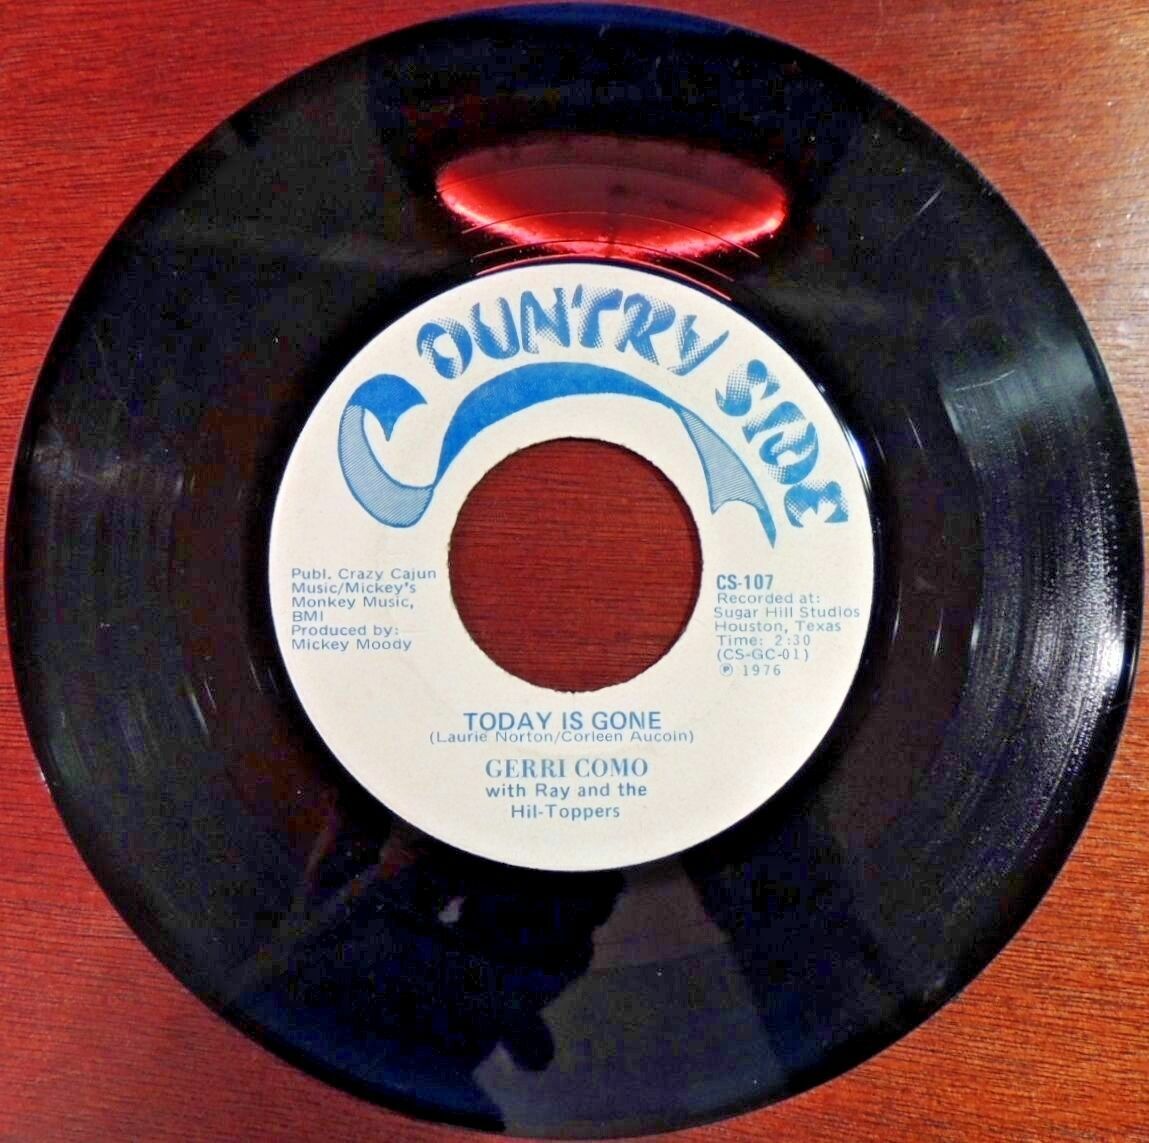 COUNTRY SIDE
Publ. Crazy Cajun
Music/Mickey's
Monkey Music,
BMI
Produced by:
Mickey Moody
CS-107
Recorded at:
Sugar Hill Studios
Houston, Texas
Time: 2:30
(CS-GC-01)
℗ 1976
TODAY IS GONE
(Laurie Norton/Corleen Aucoin)
GERRI COMO
with Ray and the
Hil-Toppers